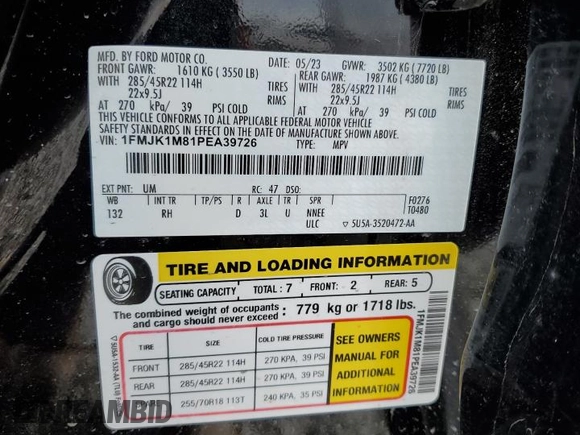 MFD. BY FORD MOTOR CO.
DATE: 05/23 GVWR: 3502 KG (7720 LB)
FRONT GAWR: 1610 KG (3550 LB) REAR GAWR: 1987 KG (4380 LB)
WITH 285/45R22 114H TIRES WITH 285/45R22 114H TIRES
22x9.5J RIMS 22x9.5J RIMS
AT 270 kPa/ 39 PSI COLD AT 270 kPa/ 39 PSI COLD
THIS VEHICLE CONFORMS TO ALL APPLICABLE FEDERAL MOTOR VEHICLE
SAFETY AND THEFT PREVENTION STANDARDS IN EFFECT ON THE DATE OF MANUFACTURE SHOWN ABOVE.
VIN: 1FMJK1M81PEA39726 TYPE: MPV
EXT PNT: UM RC: 47 DSO:
WB INT TR TP/PS R AXLE TR SPR F0276
132 RH D 3L U NNEE T0480
ULC ▽ 5U5A-3520472-AA
TIRE AND LOADING INFORMATION
SEATING CAPACITY TOTAL: 7 FRONT: 2 REAR: 5
The combined weight of occupants and cargo should never exceed: 779 kg or 1718 lbs.
TIRE SIZE COLD TIRE PRESSURE
FRONT 285/45R22 114H 270 KPA, 39 PSI
REAR 285/45R22 114H 270 KPA, 39 PSI
255/70R18 113T 240 KPA, 35 PSI
SEE OWNERS
MANUAL FOR
ADDITIONAL
INFORMATION
1FMJK1M81PEA39726